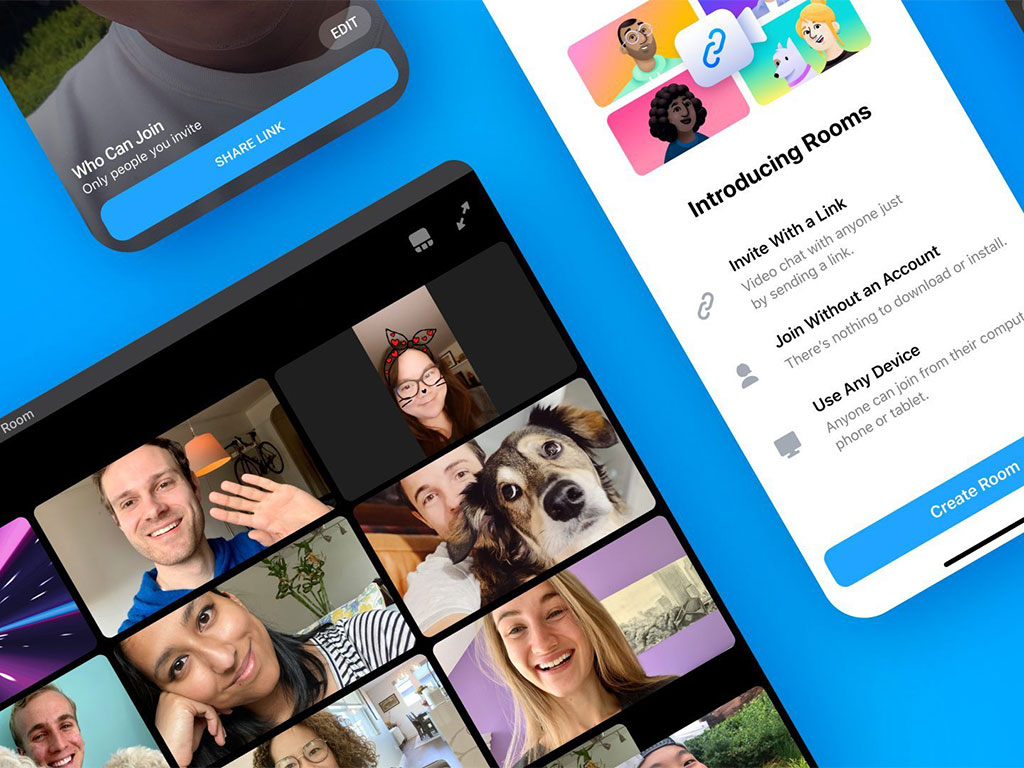 EDIT
Who Can Join
Only people you invite
SHARE LINK
Room
Introducing Rooms
Invite With a Link
Video chat with anyone just
by sending a link.
Join Without an Account
There's nothing to download or install.
Use Any Device
Anyone can join from their
phone or tablet.
Create Room